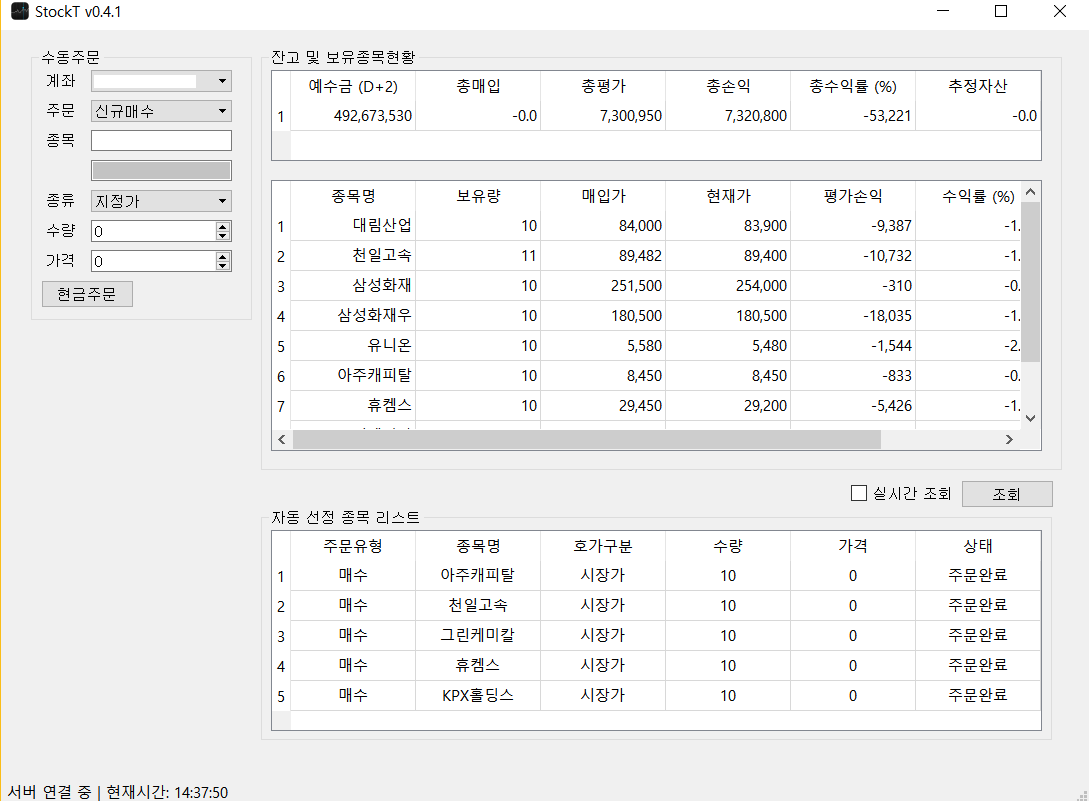 StockT v0.4.1
수동주문
계좌
주문 신규매수
종목
종류 지정가
수량 0
가격 0
현금주문
잔고 및 보유종목현황
예수금 (D+2) 총매입 총평가 총손익 총수익률 (%) 추정자산
1 492,673,530 -0.0 7,300,950 7,320,800 -53,221 -0.0
종목명 보유량 매입가 현재가 평가손익 수익률 (%)
1 대림산업 10 84,000 83,900 -9,387 -1.
2 천일고속 11 89,482 89,400 -10,732 -1.
3 삼성화재 10 251,500 254,000 -310 -0.
4 삼성화재우 10 180,500 180,500 -18,035 -1.
5 유니온 10 5,580 5,480 -1,544 -2.
6 아주캐피탈 10 8,450 8,450 -833 -0.
7 휴켐스 10 29,450 29,200 -5,426 -1.
실시간 조회 조회
자동 선정 종목 리스트
주문유형 종목명 호가구분 수량 가격 상태
1 매수 아주캐피탈 시장가 10 0 주문완료
2 매수 천일고속 시장가 10 0 주문완료
3 매수 그린케미칼 시장가 10 0 주문완료
4 매수 휴켐스 시장가 10 0 주문완료
5 매수 KPX홀딩스 시장가 10 0 주문완료
서버 연결 중 | 현재시간: 14:37:50